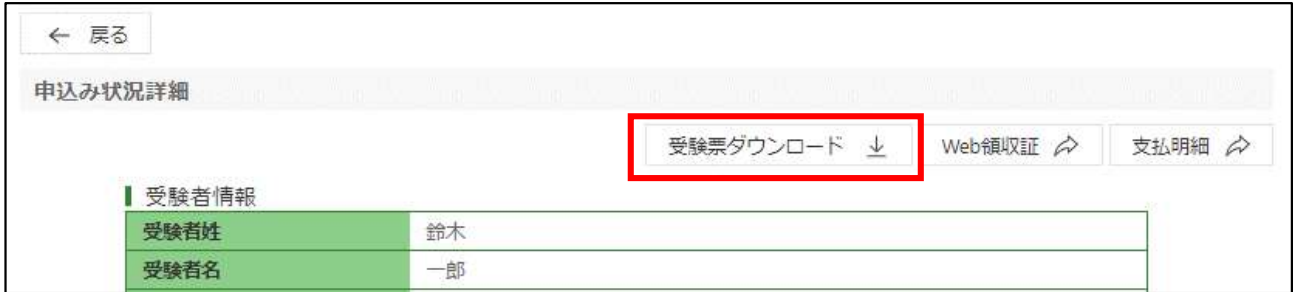 ← 戻る
申込み状況詳細
受験票ダウンロード Web領収証 支払明細
受験者情報
受験者姓 鈴木
受験者名 一郎